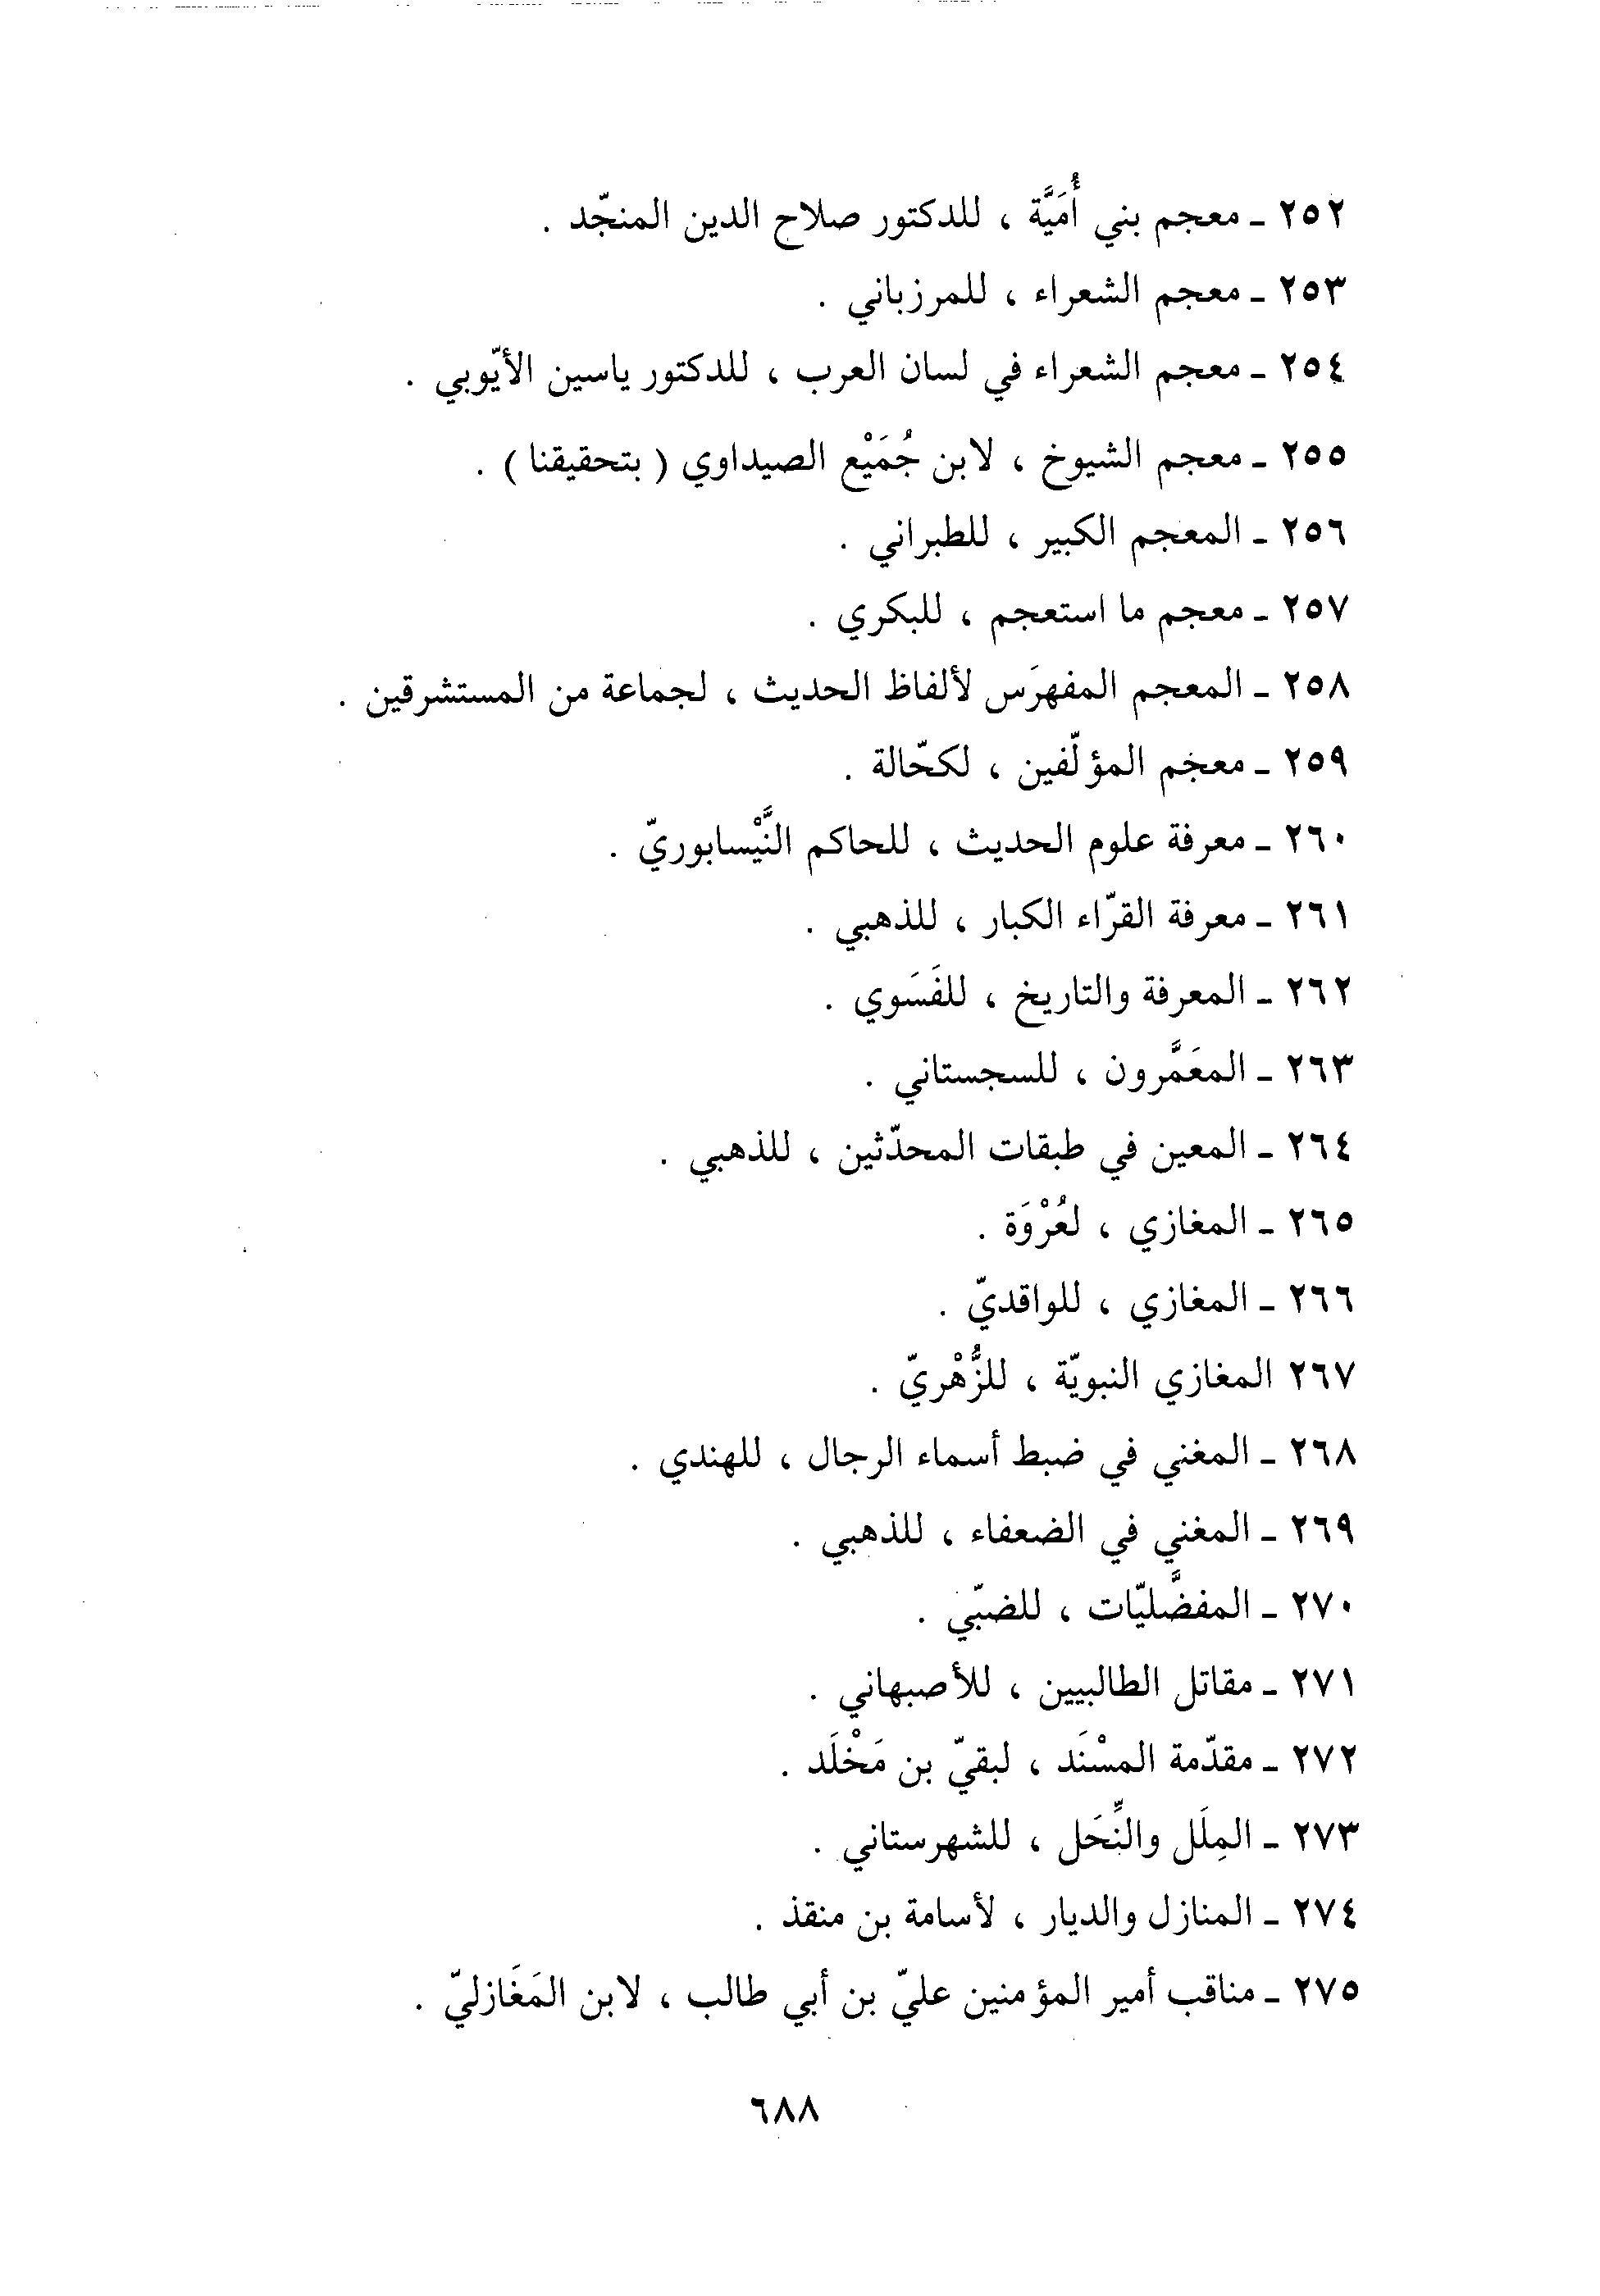 ٢٥٢ ـ معجم بني أُمَيَّة ، للدكتور صلاح الدين المنجّد .
٢٥٣ ـ معجم الشعراء ، للمرزباني .
٢٥٤ ـ معجم الشعراء في لسان العرب ، للدكتور ياسين الأيّوبي .
٢٥٥ ـ معجم الشيوخ ، لابن جُمَيْع الصيداوي ( بتحقيقنا ) .
٢٥٦ ـ المعجم الكبير ، للطبراني .
٢٥٧ ـ معجم ما استعجم ، للبكري .
٢٥٨ ـ المعجم المفهرَس لألفاظ الحديث ، لجماعة من المستشرقين .
٢٥٩ ـ معجم المؤلّفين ، لكحّالة .
٢٦٠ ـ معرفة علوم الحديث ، للحاكم النَّيْسابوريّ .
٢٦١ ـ معرفة القرّاء الكبار ، للذهبي .
٢٦٢ ـ المعرفة والتاريخ ، للفَسَوي .
٢٦٣ ـ المعَمَّرون ، للسجستاني .
٢٦٤ ـ المعين في طبقات المحدّثين ، للذهبي .
٢٦٥ ـ المغازي ، لعُرْوَة .
٢٦٦ ـ المغازي ، للواقديّ .
٢٦٧ المغازي النبويّة ، للزُّهْريّ .
٢٦٨ ـ المغني في ضبط أسماء الرجال ، للهندي .
٢٦٩ ـ المغني في الضعفاء ، للذهبي .
٢٧٠ ـ المفضَّليّات ، للضبّي .
٢٧١ ـ مقاتل الطالبيين ، للأصبهاني .
٢٧٢ ـ مقدّمة المسْنَد ، لبقيّ بن مَخْلَد .
٢٧٣ ـ المِلَل والنِّحَل ، للشهرستاني .
٢٧٤ ـ المنازل والديار ، لأسامة بن منقذ .
٢٧٥ ـ مناقب أمير المؤمنين عليّ بن أبي طالب ، لابن المَغَازليّ .
٦٨٨